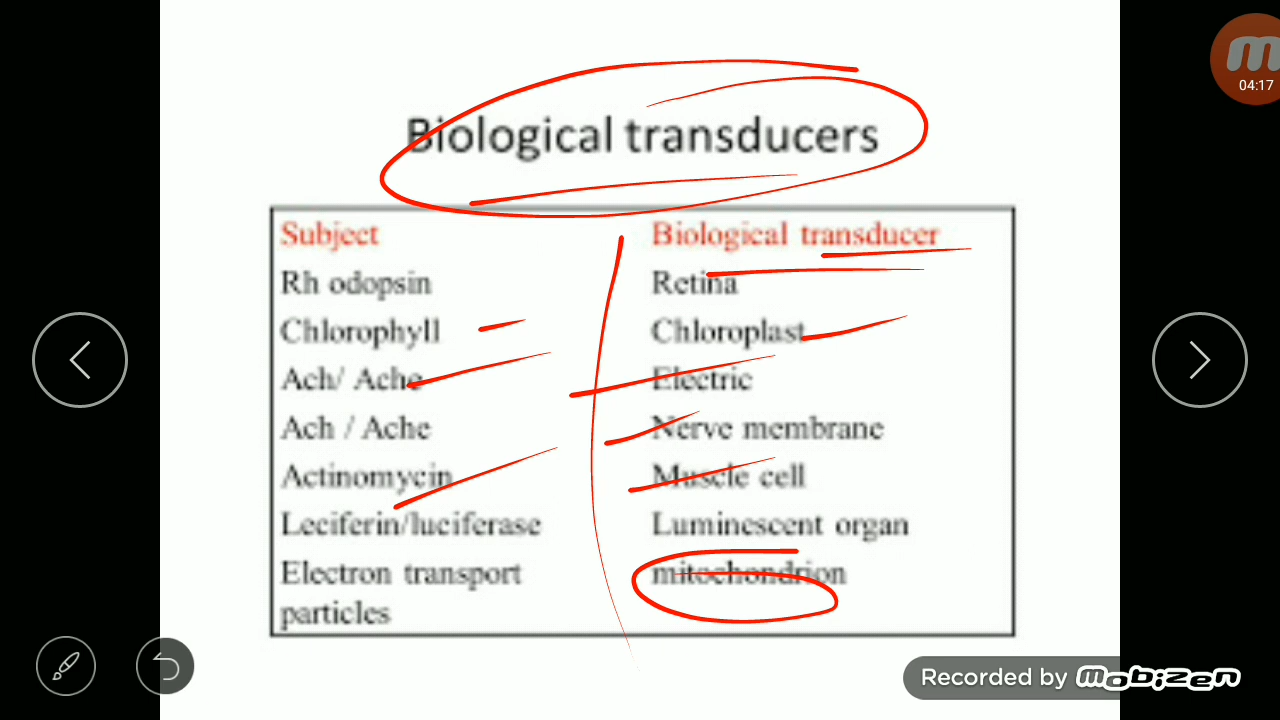 04:17
Biological transducers
Subject Biological transducer
Rh odopsin Retina
Chlorophyll Chloroplast
Ach/ Ache Electric
Ach / Ache Nerve membrane
Actinomycin Muscle cell
Leciferin/luciferase Luminescent organ
Electron transport mitochondrion
particles
Recorded by mobizen